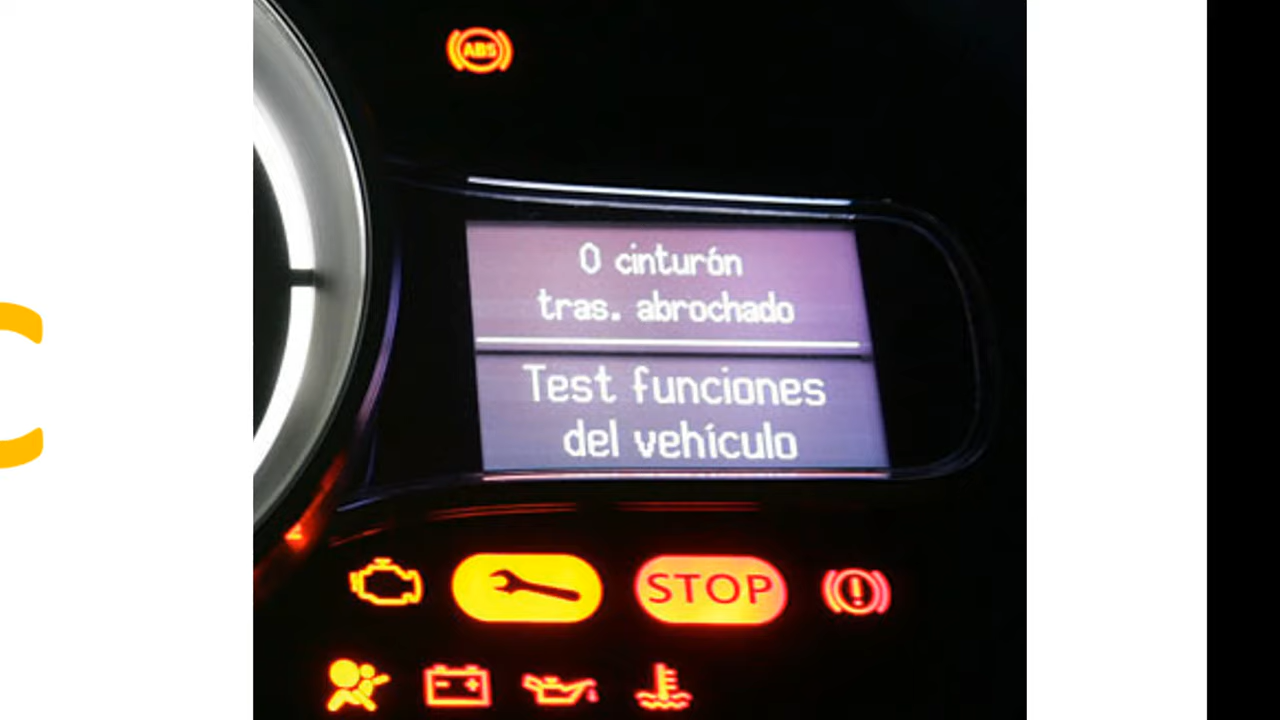 ABS
0 cinturón
tras. abrochado
Test funciones
del vehículo
STOP